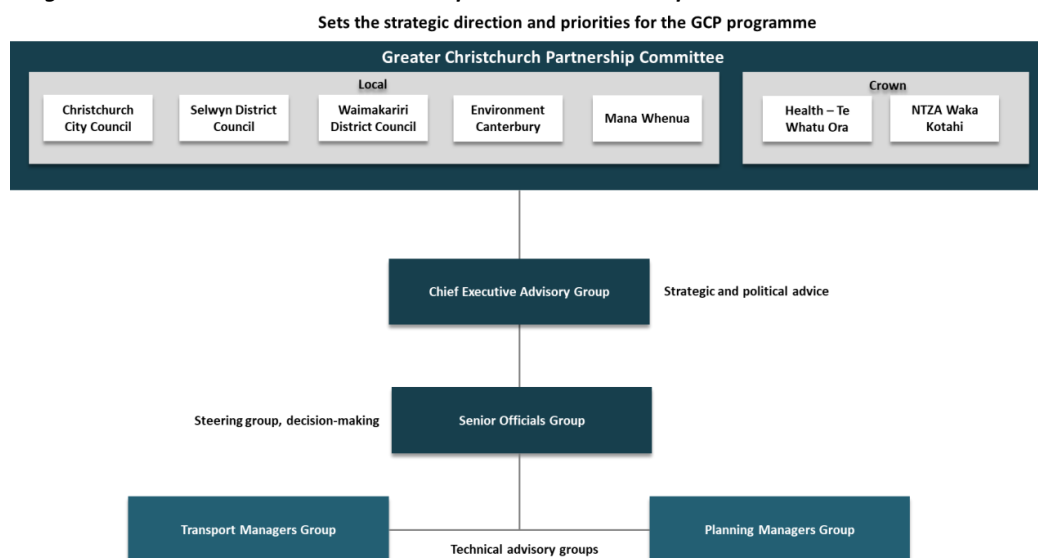 Sets the strategic direction and priorities for the GCP programme
Greater Christchurch Partnership Committee
Local
Christchurch
City Council
Selwyn District
Council
Waimakariri
District Council
Environment
Canterbury
Mana Whenua
Crown
Health – Te
Whatu Ora
NTZA Waka
Kotahi
Chief Executive Advisory Group
Strategic and political advice
Steering group, decision-making
Senior Officials Group
Transport Managers Group
Planning Managers Group
Technical advisory groups